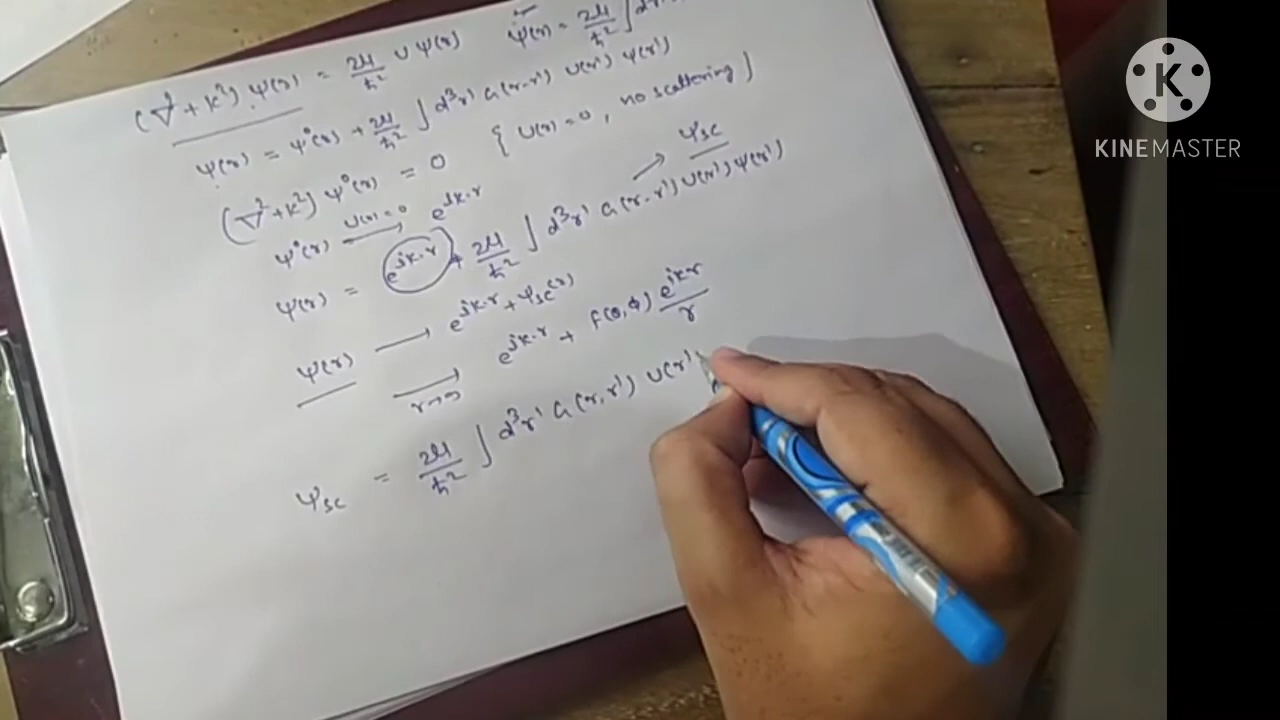 (∇² + k²) ψ(r) = 2μ/ħ² U ψ(r)    ψ(r) = 2μ/ħ² ∫
ψ(r) = ψ⁰(r) + 2μ/ħ² ∫ d³r' G(r-r') U(r') ψ(r')
(∇² + k²) ψ⁰(r) = 0    { U(r) = 0, no scattering }
ψ⁰(r) U(r)=0 → e^{ik·r}
ψ(r) = e^{ik·r} + 2μ/ħ² ∫ d³r' G(r-r') U(r') ψ(r') → ψsc
ψ(r) → e^{ik·r} + ψsc(r)
r→∞ → e^{ik·r} + f(θ,φ) e^{ik·r}/r
ψsc = 2μ/ħ² ∫ d³r' G(r,r') U(r')
K
KINEMASTER